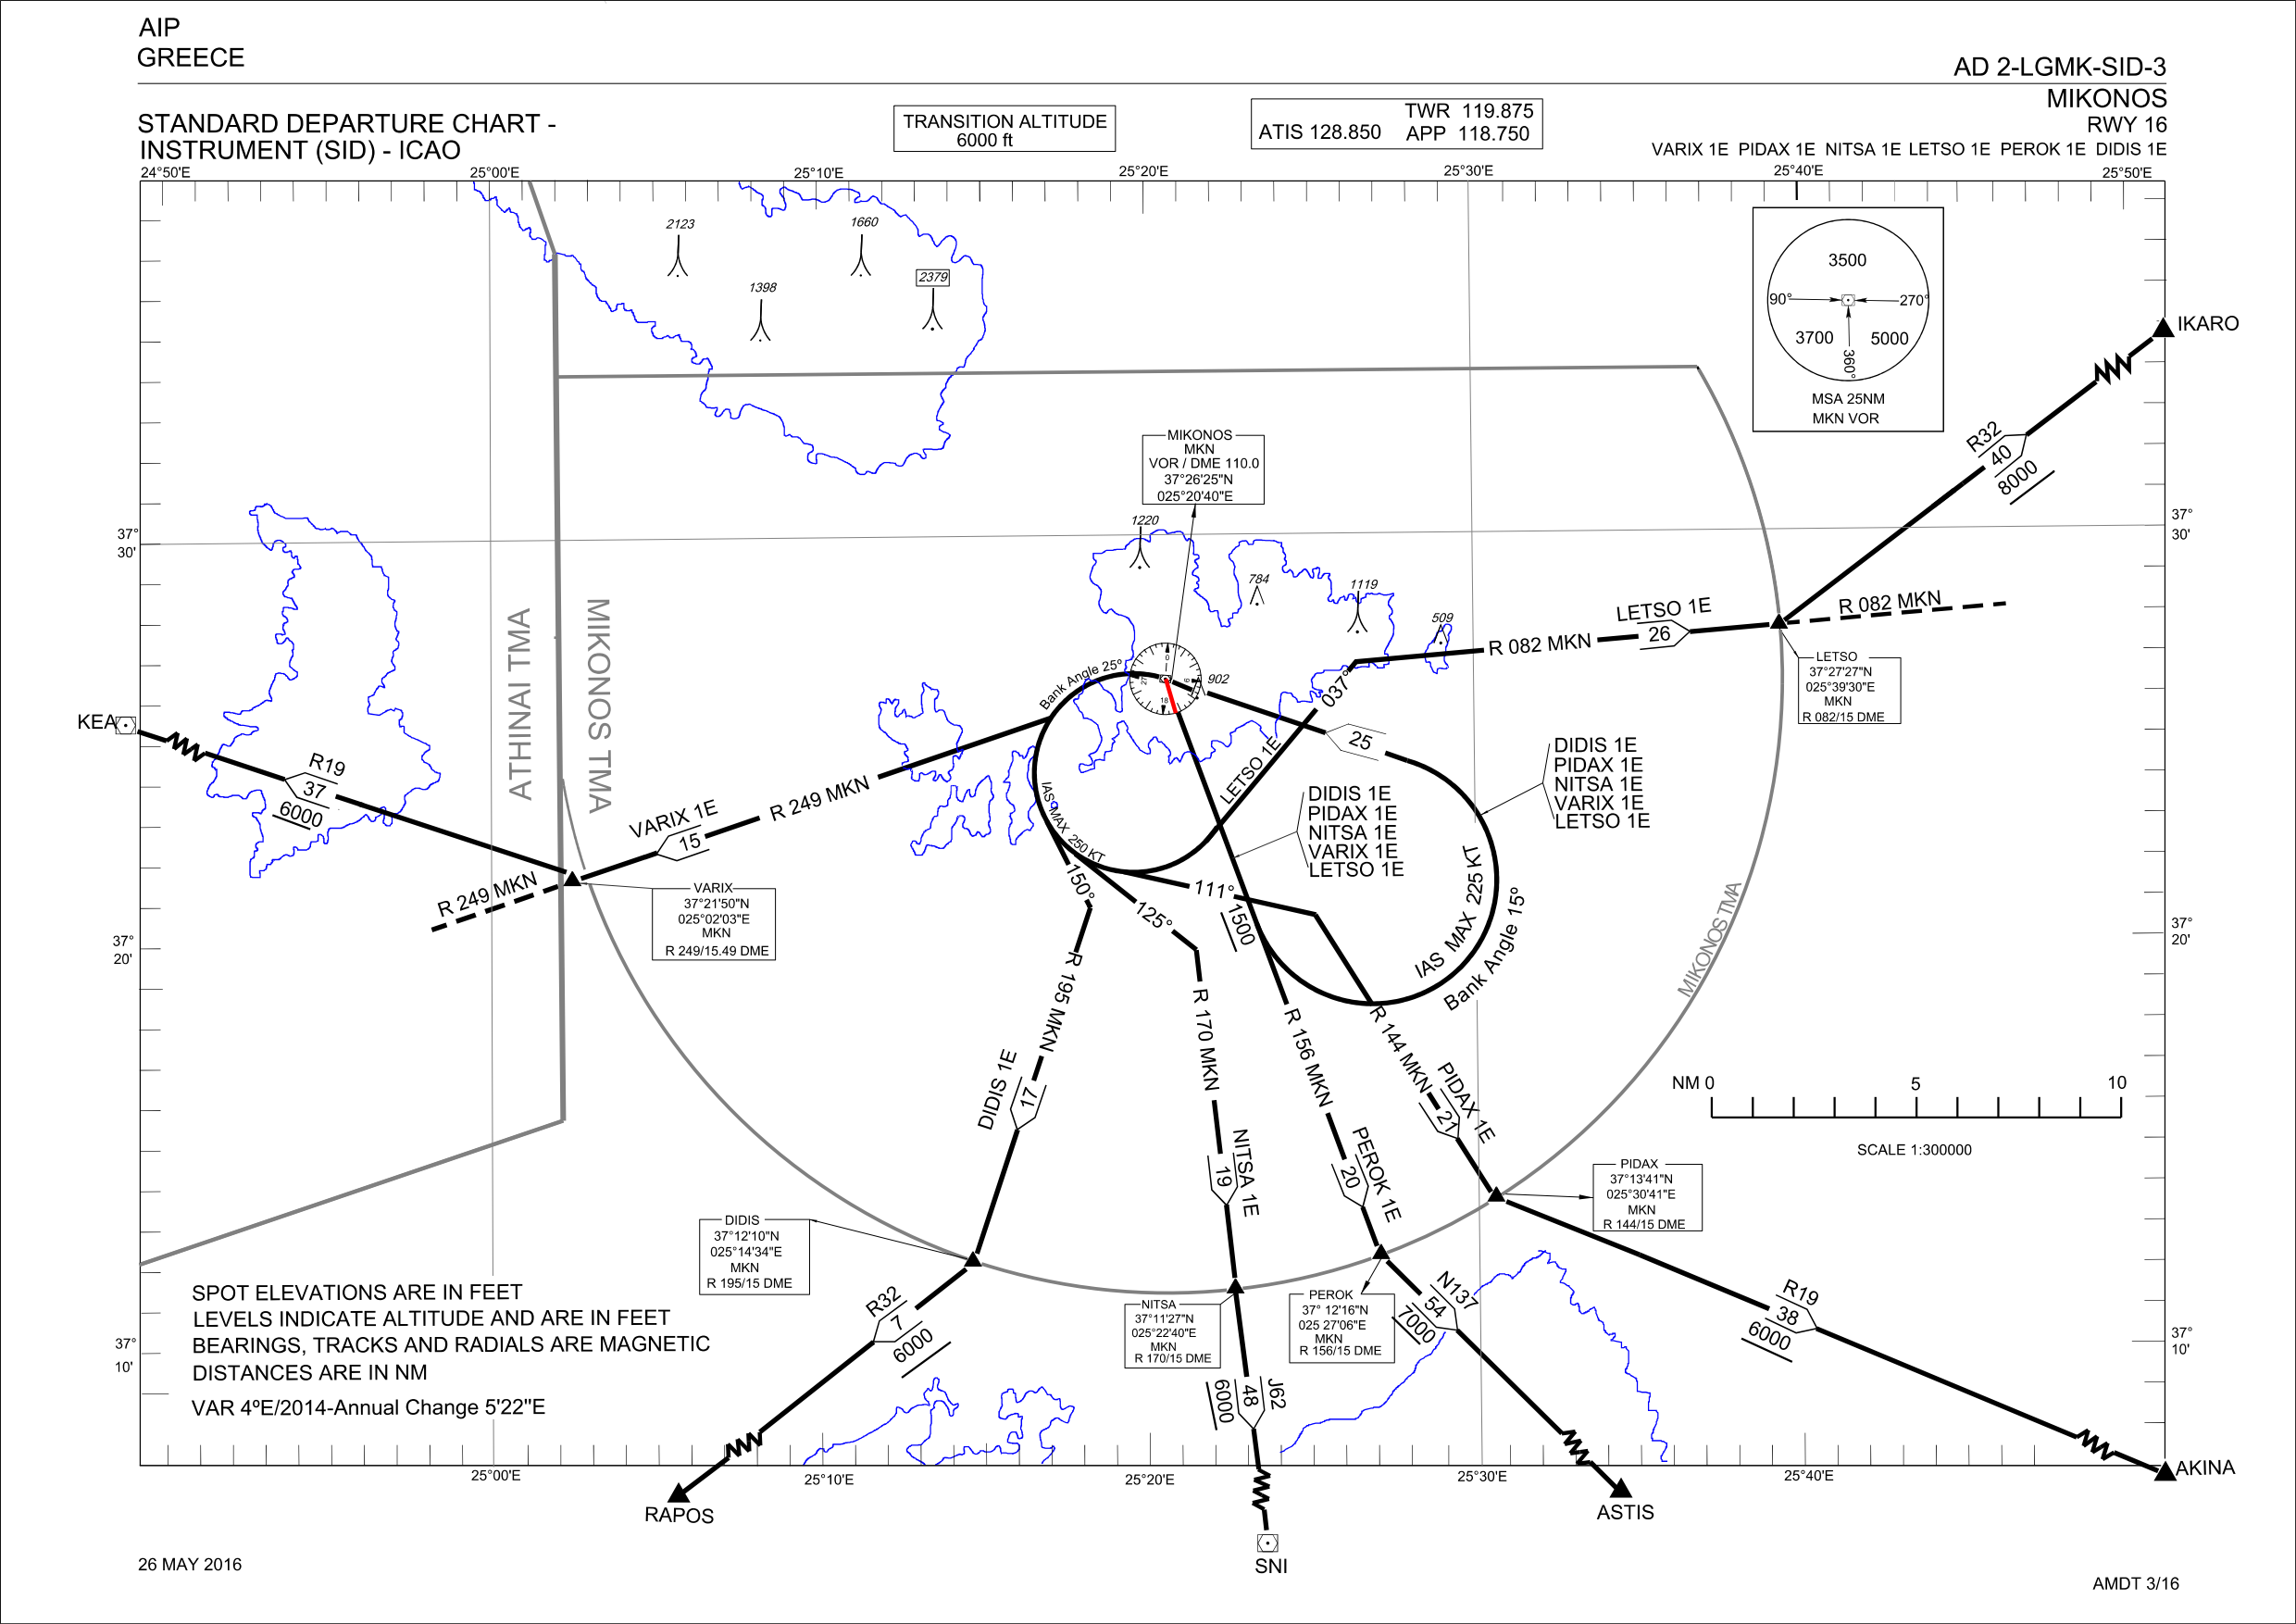 AIP
GREECE
AD 2-LGMK-SID-3
STANDARD DEPARTURE CHART -
INSTRUMENT (SID) - ICAO
TRANSITION ALTITUDE
6000 ft
ATIS 128.850
TWR 119.875
APP 118.750
MIKONOS
RWY 16
VARIX 1E PIDAX 1E NITSA 1E LETSO 1E PEROK 1E DIDIS 1E
24°50'E
25°00'E
25°10'E
25°20'E
25°30'E
25°40'E
25°50'E
2123
1660
1398
2379
3500
90°
270°
3700
5000
360°
MSA 25NM
MKN VOR
IKARO
R32
40
8000
MIKONOS
MKN
VOR / DME 110.0
37°26'25"N
025°20'40"E
37°
30'
37°
30'
1220
784
1119
509
902
ATHINAI TMA
MIKONOS TMA
LETSO 1E
26
R 082 MKN
R 082 MKN
LETSO
37°27'27"N
025°39'30"E
MKN
R 082/15 DME
Bank Angle 25°
037°
25
LETSO 1E
KEA
R19
37
6000
VARIX 1E
15
R 249 MKN
R 249 MKN
VARIX
37°21'50"N
025°02'03"E
MKN
R 249/15.49 DME
IAS MAX 250 KT
DIDIS 1E
PIDAX 1E
NITSA 1E
VARIX 1E
LETSO 1E
DIDIS 1E
PIDAX 1E
NITSA 1E
VARIX 1E
LETSO 1E
150°
125°
111°
1500
IAS MAX 225 KT
Bank Angle 15°
MIKONOS TMA
37°
20'
37°
20'
R 195 MKN
R 170 MKN
R 156 MKN
R 144 MKN
DIDIS 1E
17
NITSA 1E
19
PEROK 1E
20
PIDAX 1E
21
NM 0
5
10
SCALE 1:300000
PIDAX
37°13'41"N
025°30'41"E
MKN
R 144/15 DME
DIDIS
37°12'10"N
025°14'34"E
MKN
R 195/15 DME
NITSA
37°11'27"N
025°22'40"E
MKN
R 170/15 DME
PEROK
37° 12'16"N
025 27'06"E
MKN
R 156/15 DME
R32
7
6000
J62
48
6000
N137
54
7000
R19
38
6000
SPOT ELEVATIONS ARE IN FEET
LEVELS INDICATE ALTITUDE AND ARE IN FEET
BEARINGS, TRACKS AND RADIALS ARE MAGNETIC
DISTANCES ARE IN NM
VAR 4ºE/2014-Annual Change 5'22"E
37°
10'
37°
10'
25°00'E
25°10'E
25°20'E
25°30'E
25°40'E
RAPOS
SNI
ASTIS
AKINA
26 MAY 2016
AMDT 3/16